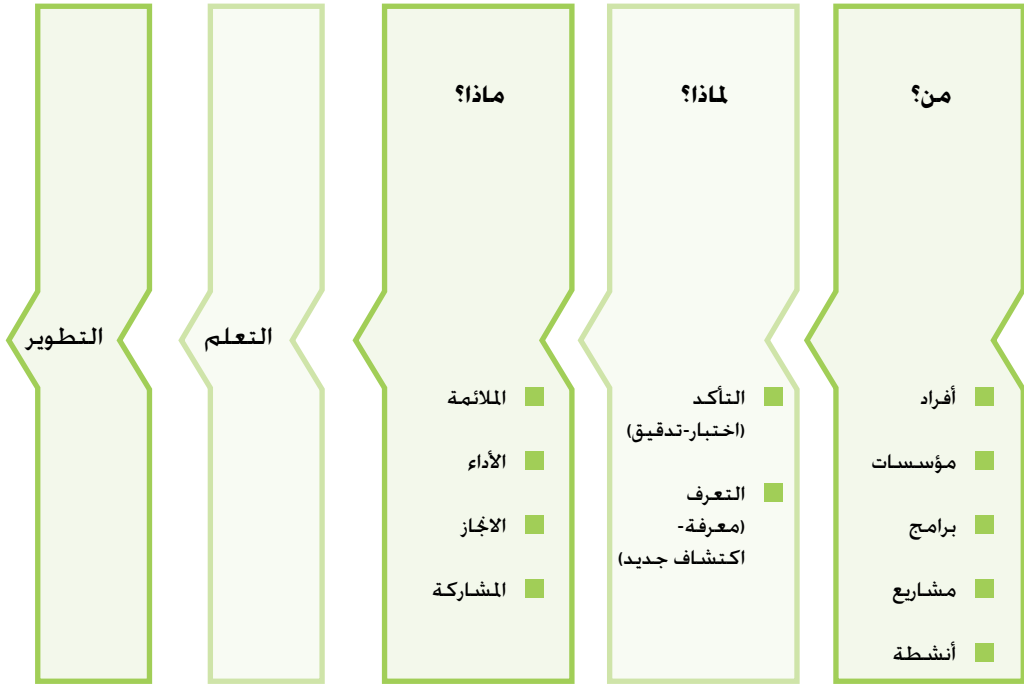 من؟
أفراد
مؤسسات
برامج
مشاريع
أنشطة
لماذا؟
التأكد
(اختبار-تدقيق)
التعرف
(معرفة-
اكتشاف جديد)
ماذا؟
الملائمة
الأداء
الانجاز
المشاركة
التعلم
التطوير